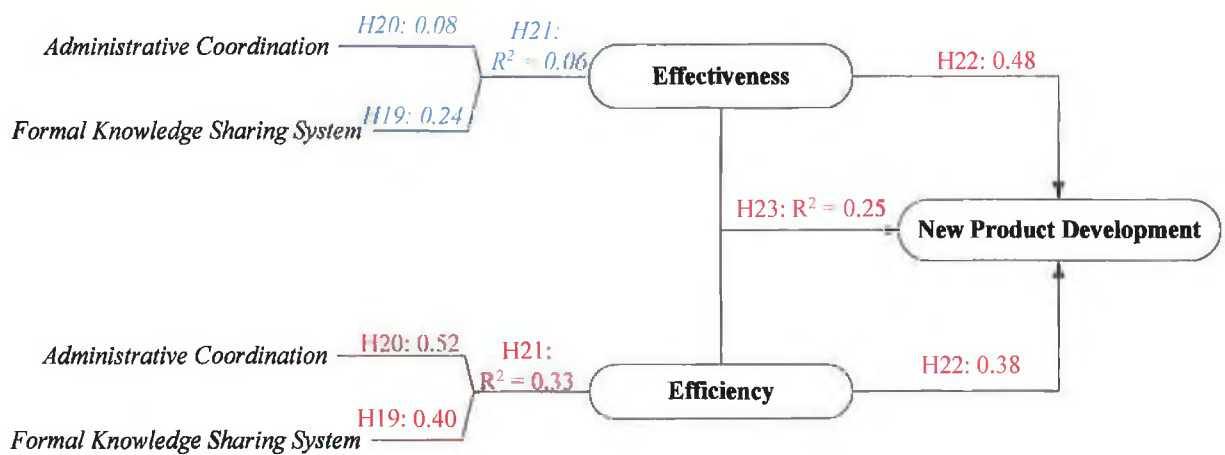 H20: 0.08
Administrative Coordination
H21:
R² = 0.06
Effectiveness
H22: 0.48
Formal Knowledge Sharing System
H19: 0.24
H23: R² = 0.25
New Product Development
Administrative Coordination
H20: 0.52
H21:
R² = 0.33
Efficiency
H22: 0.38
H19: 0.40
Formal Knowledge Sharing System